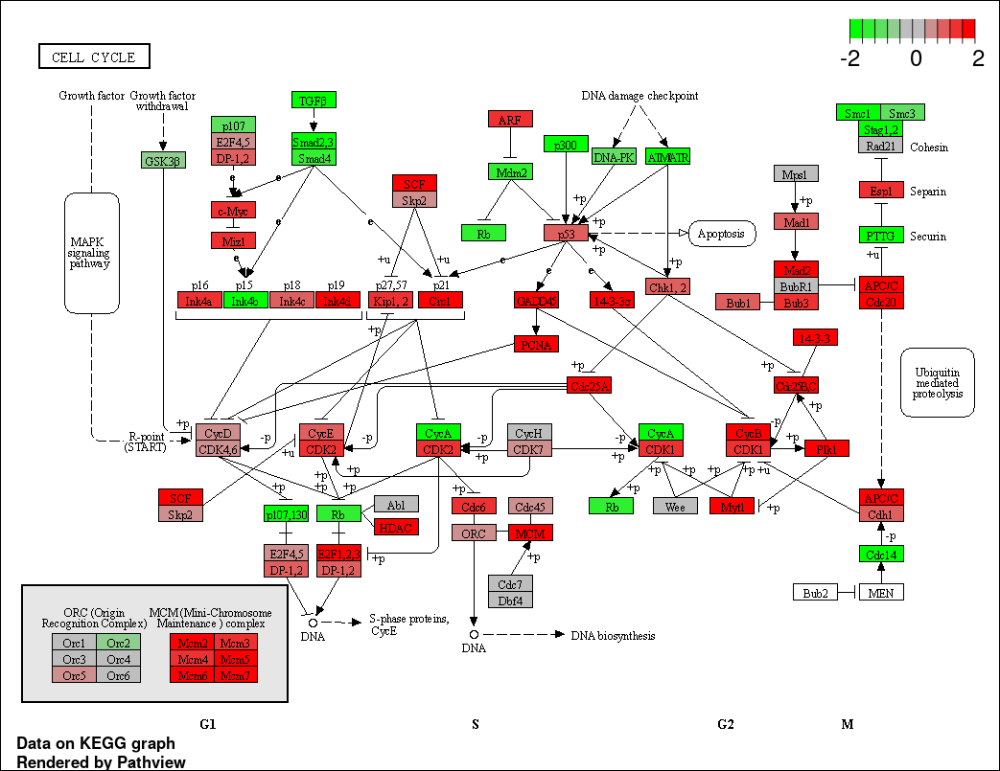 -2 0 2
CELL CYCLE
Growth factor
Growth factor
withdrawal
DNA damage checkpoint
TGFβ
ARF
p300
Smc1
Smc3
Stag1,2
Rad21
Cohesin
p107
E2F4,5
DP-1,2
Smad2,3
Smad4
GSK3β
Mdm2
DNA-PK
ATMATR
SCF
Skp2
Mps1
Esp1
Separin
e
e
+p
+p
c-Myc
Miz1
e
e
Rb
p53
+p
Apoptosis
Mad1
PTTG
Securin
MAPK
signaling
pathway
+u
+u
e
e
e
+p
+u
Mad2
BubR1
Bub3
Bub1
APC/C
Cdc20
p16
p15
p18
p19
p27,57
p21
Ink4a
Ink4b
Ink4c
Ink4d
Kip1, 2
Cip1
GADD45
14-3-3σ
Chk1, 2
+p
PCNA
14-3-3
+p
+p
Cdc25A
Cdc25B,C
Ubiquitin
mediated
proteolysis
R-point
(START)
+p
CycD
CDK4,6
-p
+u
CycE
CDK2
-p
CycA
CDK2
-p
+p
CycH
CDK7
-p
+p
CycA
CDK1
CycB
CDK1
-p
+p
+p
Plk1
SCF
Skp2
+p
+p
+p
+p
+p
+p
+p
+p
+u
p107,130
Rb
Abl
HDAC
Cdc6
Cdc45
ORC
MCM
Rb
Wee
Myt1
+p
APC/C
Cdh1
-p
Cdc14
E2F4,5
DP-1,2
E2F1,2,3
DP-1,2
+p
+p
Cdc7
Dbf4
Bub2
MEN
DNA
S-phase proteins,
CycE
DNA
DNA biosynthesis
ORC (Origin
Recognition Complex)
MCM (Mini-Chromosome
Maintenance ) complex
Orc1
Orc2
Mcm2
Mcm3
Orc3
Orc4
Mcm4
Mcm5
Orc5
Orc6
Mcm6
Mcm7
G1
S
G2
M
Data on KEGG graph
Rendered by Pathview